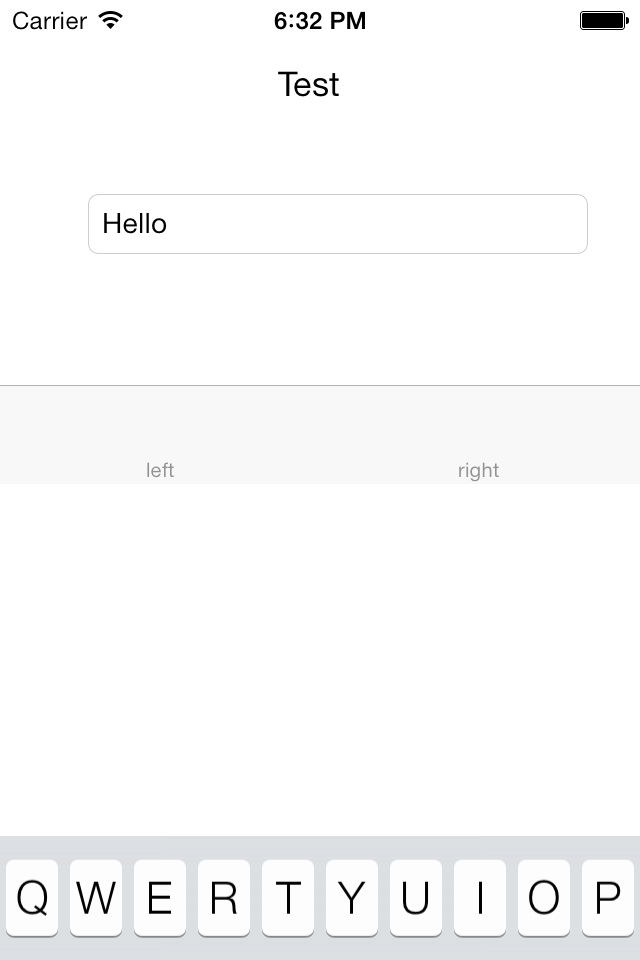 Carrier 6:32 PM
Test
Hello
left right
Q W E R T Y U I O P